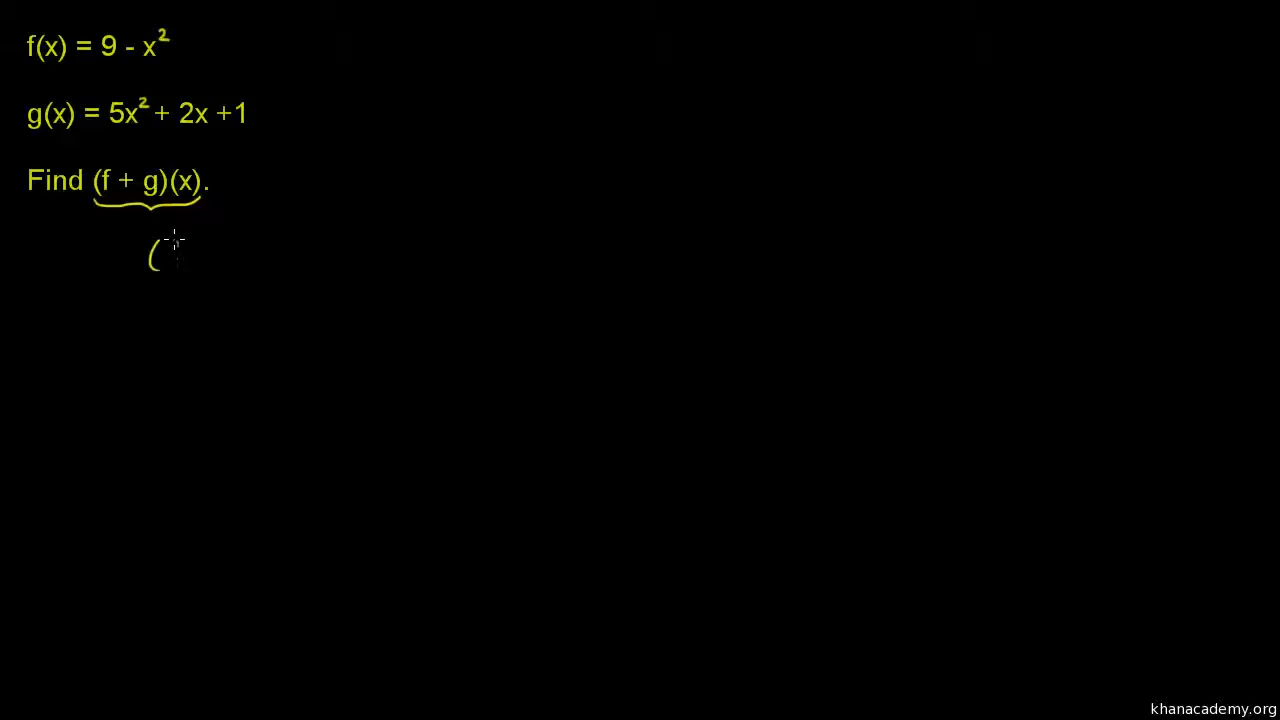 f(x) = 9 - x²
g(x) = 5x² + 2x +1
Find (f + g)(x).
(
khanacademy.org